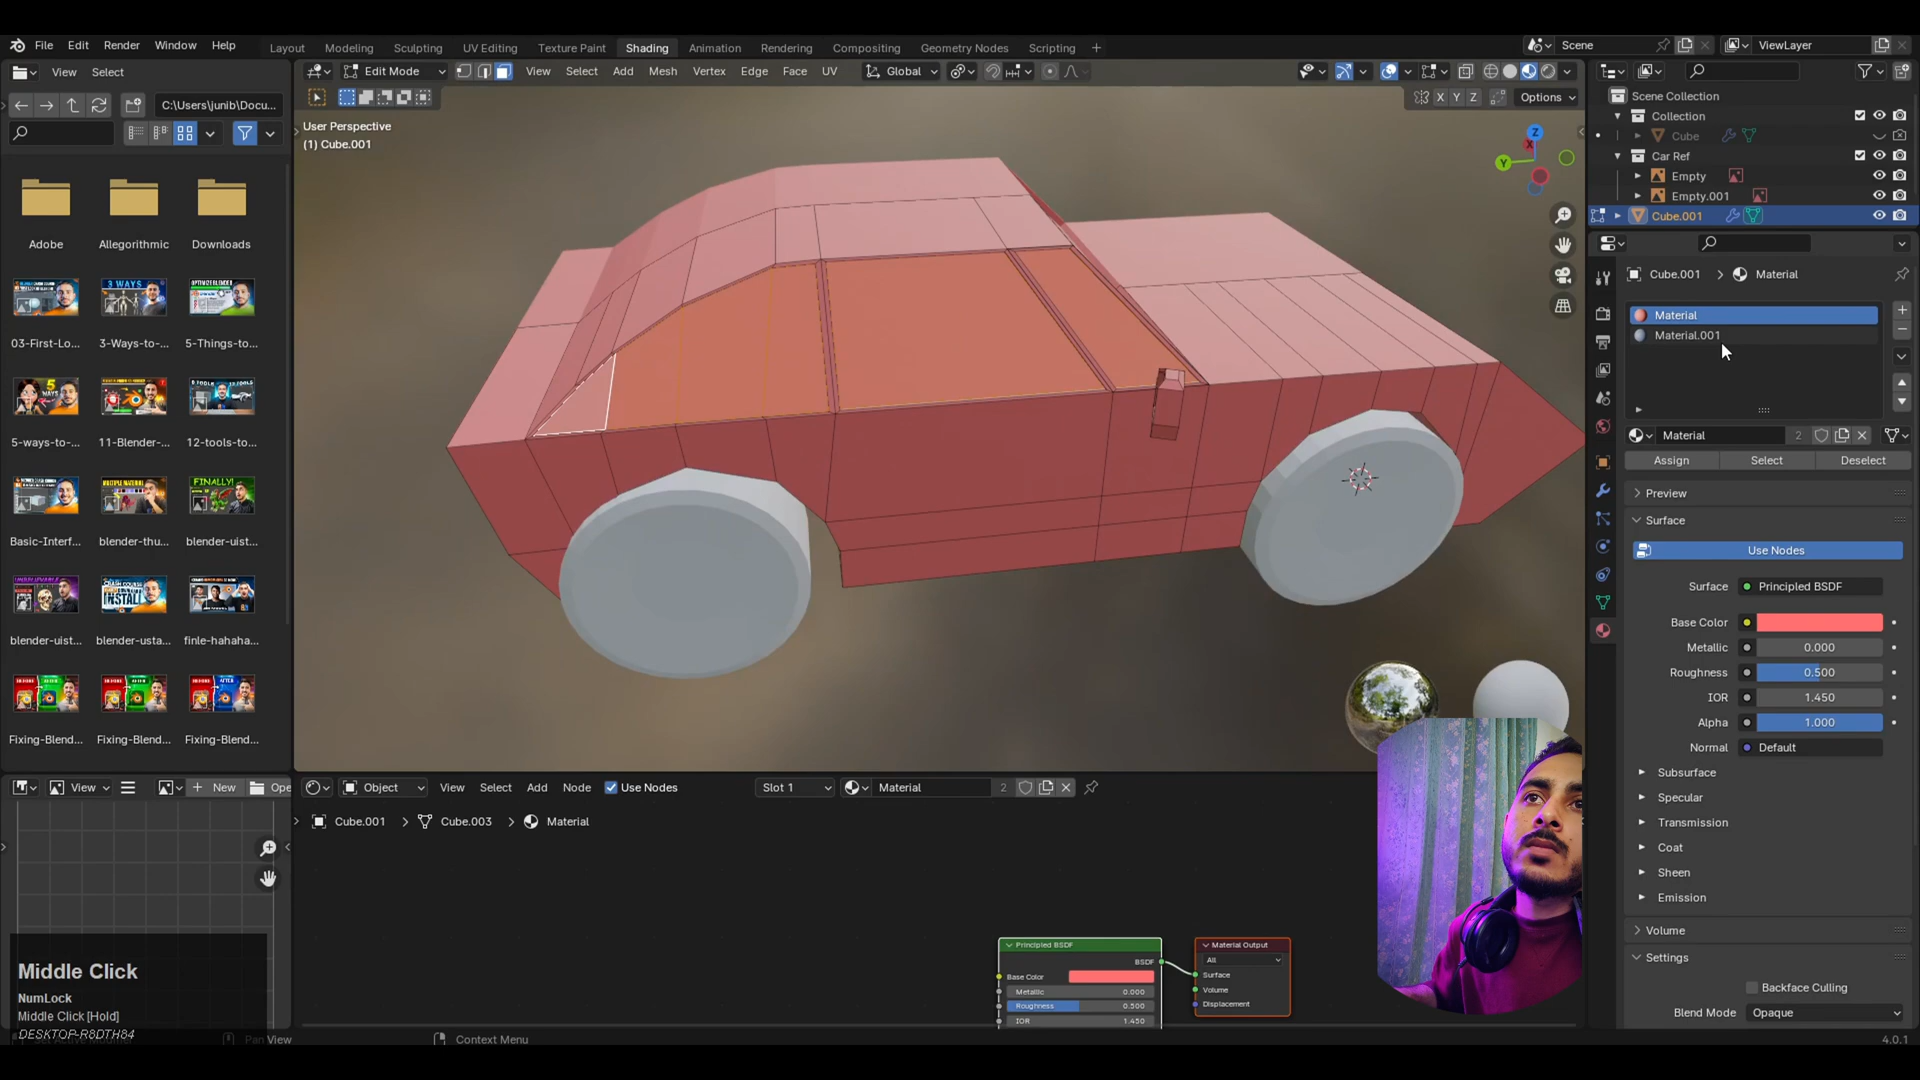 File Edit Render Window Help
Layout Modeling Sculpting UV Editing Texture Paint Shading Animation Rendering Compositing Geometry Nodes Scripting +
Scene
ViewLayer
View Select
Edit Mode View Select Add Mesh Vertex Edge Face UV Global
C:\Users\junib\Docu...
X Y Z Options
User Perspective
(1) Cube.001
Z
X
Y
Adobe Allegorithmic Downloads
03-First-Lo... 3-Ways-to-... 5-Things-to...
5-ways-to-... 11-Blender-... 12-tools-to...
Basic-Interf... blender-thu... blender-uist...
blender-uist... blender-usta... finle-hahaha...
Fixing-Blend... Fixing-Blend... Fixing-Blend...
3 WAYS
FINALLY!
INSTALL
Scene Collection
Collection
Cube
Car Ref
Empty
Empty.001
Cube.001
Cube.001 > Material
Material
Material.001
Material 2
Assign Select Deselect
Preview
Surface
Use Nodes
Surface Principled BSDF
Base Color
Metallic 0.000
Roughness 0.500
IOR 1.450
Alpha 1.000
Normal Default
Subsurface
Specular
Transmission
Coat
Sheen
Emission
Volume
Settings
Backface Culling
Blend Mode Opaque
View + New Ope
Object View Select Add Node Use Nodes Slot 1 Material 2
Cube.001 > Cube.003 > Material
Principled BSDF
BSDF
Base Color
Metallic 0.000
Roughness 0.500
IOR 1.450
Material Output
All
Surface
Volume
Displacement
Middle Click
NumLock
Middle Click [Hold]
DESKTOP-R8DTH84
Pan View
Context Menu
4.0.1